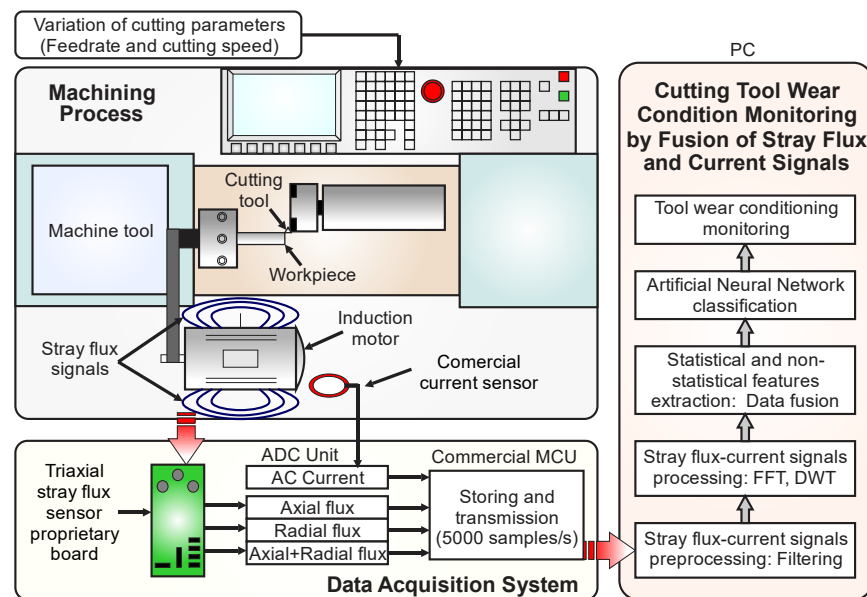 Variation of cutting parameters
(Feedrate and cutting speed)
Machining
Process
Machine tool
Cutting
tool
Workpiece
Stray flux
signals
Induction
motor
Comercial
current sensor
Triaxial
stray flux
sensor
proprietary
board
ADC Unit
AC Current
Axial flux
Radial flux
Axial+Radial flux
Commercial MCU
Storing and
transmission
(5000 samples/s)
Data Acquisition System
PC
Cutting Tool Wear
Condition Monitoring
by Fusion of Stray Flux
and Current Signals
Tool wear conditioning
monitoring
Artificial Neural Network
classification
Statistical and non-
statistical features
extraction: Data fusion
Stray flux-current signals
processing: FFT, DWT
Stray flux-current signals
preprocessing: Filtering